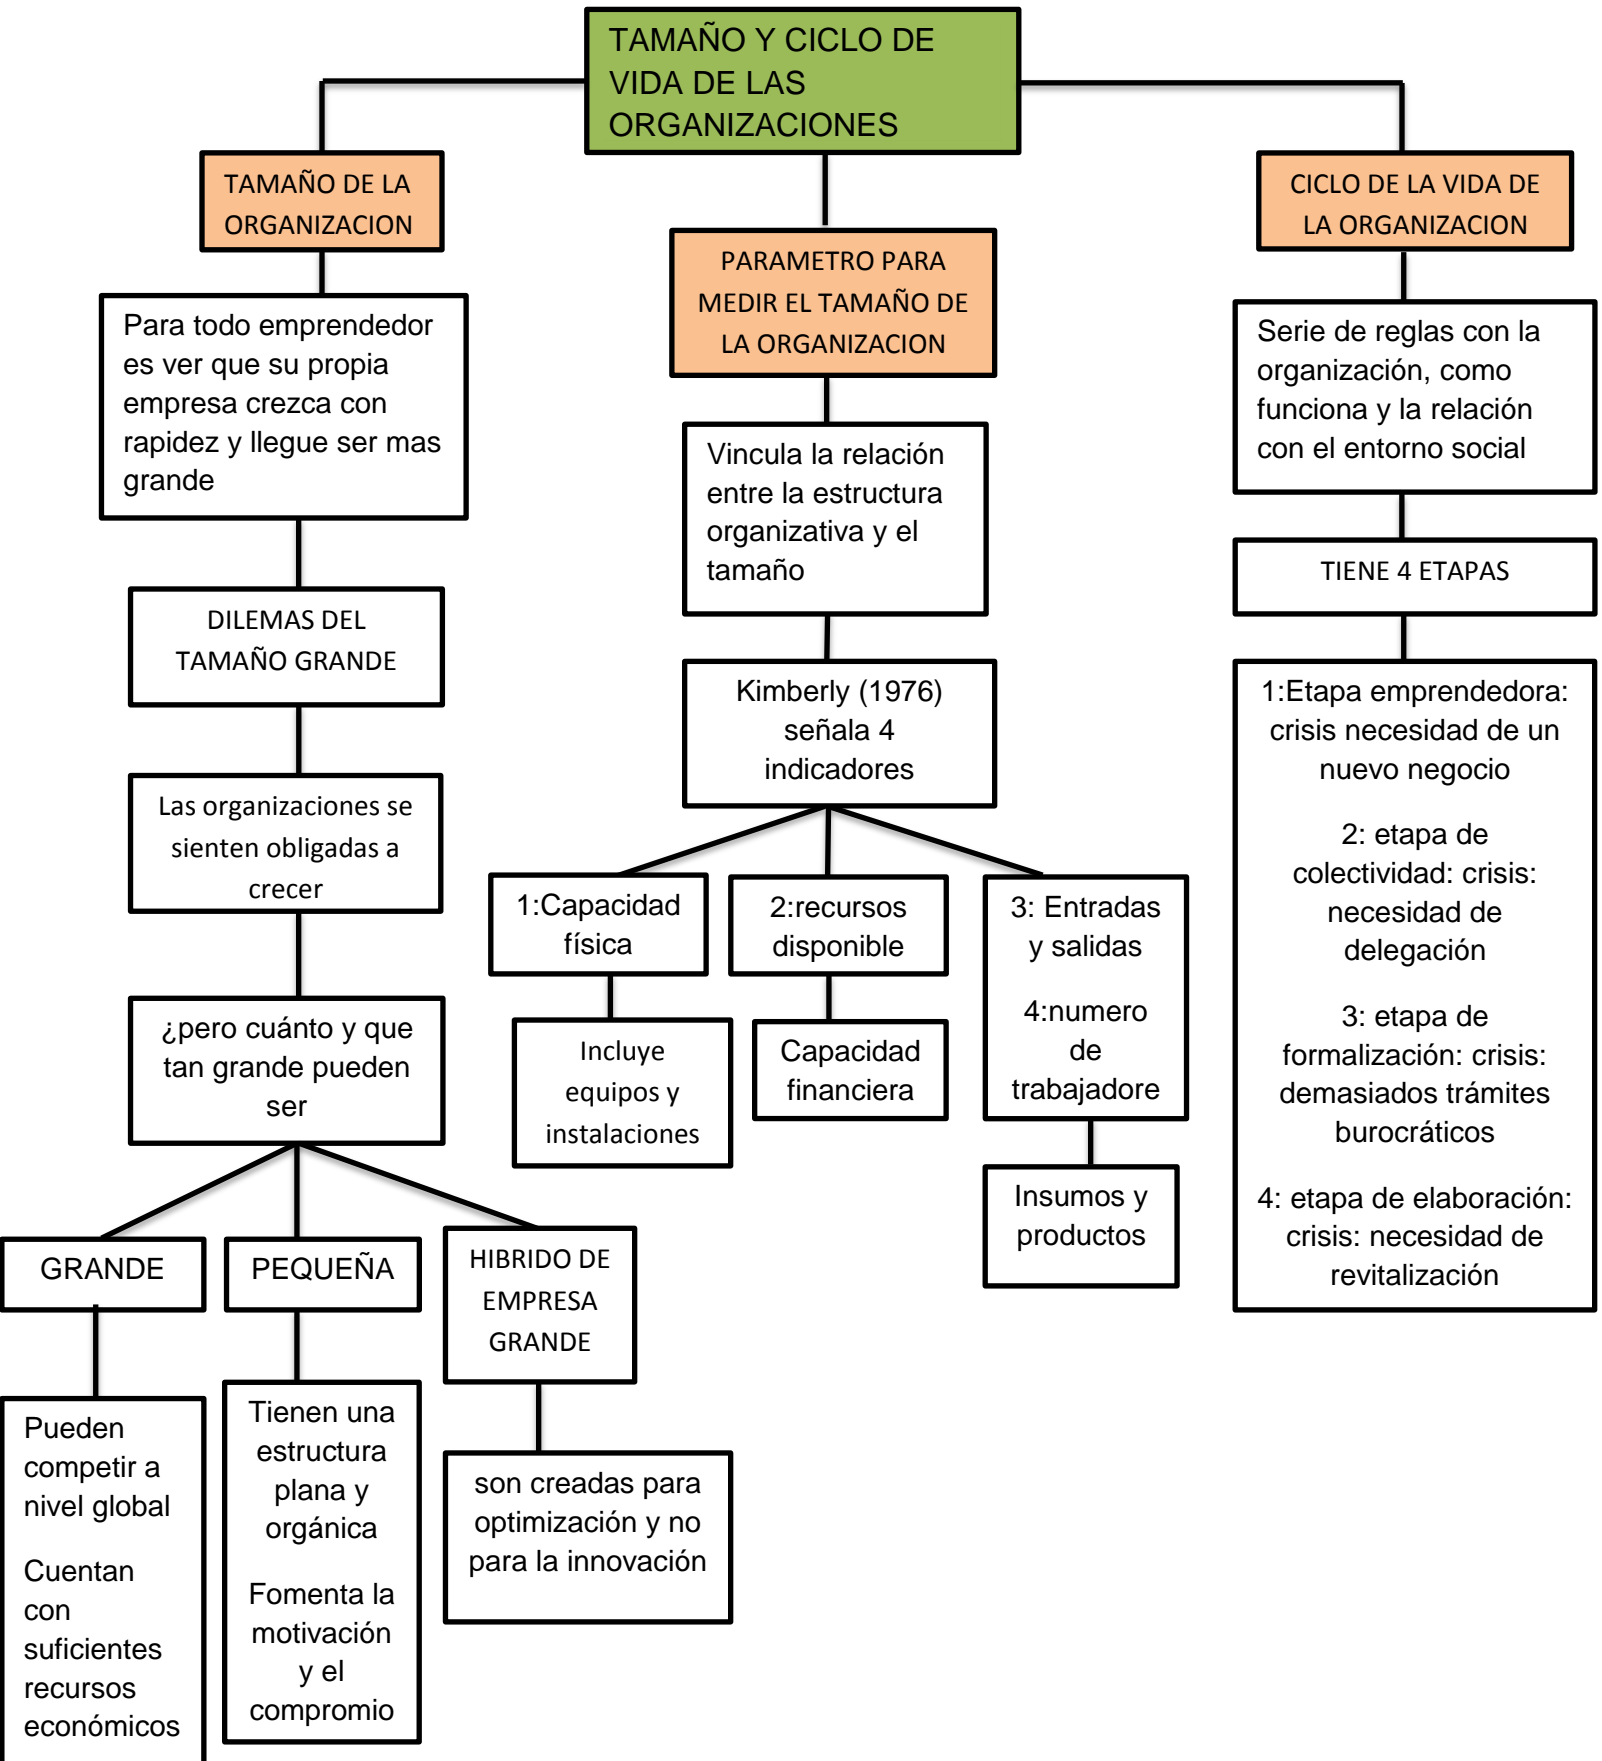 TAMAÑO Y CICLO DE
VIDA DE LAS
ORGANIZACIONES
TAMAÑO DE LA
ORGANIZACION
Para todo emprendedor
es ver que su propia
empresa crezca con
rapidez y llegue ser mas
grande
DILEMAS DEL
TAMAÑO GRANDE
Las organizaciones se
sienten obligadas a
crecer
¿pero cuánto y que
tan grande pueden
ser
GRANDE
Pueden
competir a
nivel global
Cuentan
con
suficientes
recursos
económicos
PEQUEÑA
Tienen una
estructura
plana y
orgánica
Fomenta la
motivación
y el
compromio
HIBRIDO DE
EMPRESA
GRANDE
son creadas para
optimización y no
para la innovación
PARAMETRO PARA
MEDIR EL TAMAÑO DE
LA ORGANIZACION
Vincula la relación
entre la estructura
organizativa y el
tamaño
Kimberly (1976)
señala 4
indicadores
1:Capacidad
física
Incluye
equipos y
instalaciones
2:recursos
disponible
Capacidad
financiera
3: Entradas
y salidas
4:numero
de
trabajadore
Insumos y
productos
CICLO DE LA VIDA DE
LA ORGANIZACION
Serie de reglas con la
organización, como
funciona y la relación
con el entorno social
TIENE 4 ETAPAS
1:Etapa emprendedora:
crisis necesidad de un
nuevo negocio
2: etapa de
colectividad: crisis:
necesidad de
delegación
3: etapa de
formalización: crisis:
demasiados trámites
burocráticos
4: etapa de elaboración:
crisis: necesidad de
revitalización